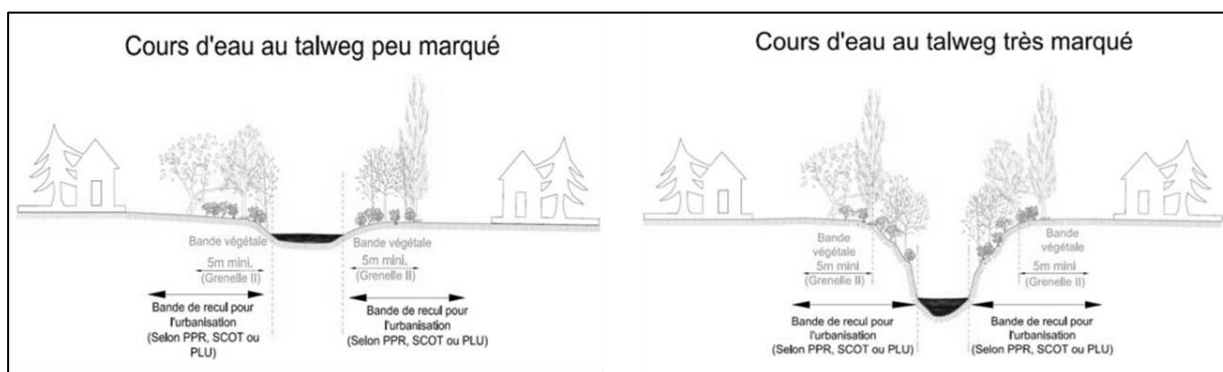 Cours d'eau au talweg peu marqué
Bande végétale
5m mini.
(Grenelle II)
Bande végétale
5m mini.
(Grenelle II)
Bande de recul pour
l'urbanisation
(Selon PPR, SCOT ou
PLU)
Bande de recul pour
l'urbanisation
(Selon PPR, SCOT ou PLU)
Cours d'eau au talweg très marqué
Bande
végétale
5m mini
(Grenelle II)
Bande
végétale
5m mini
(Grenelle II)
Bande de recul pour
l'urbanisation
(Selon PPR, SCOT ou PLU)
Bande de recul pour
l'urbanisation
(Selon PPR, SCOT ou PLU)